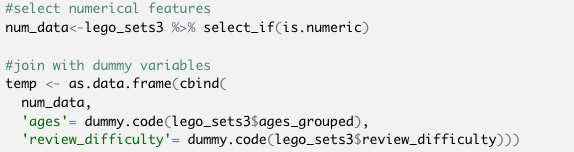 #select numerical features
num_data<-lego_sets3 %>% select_if(is.numeric)
#join with dummy variables
temp <- as.data.frame(cbind(
num_data,
'ages'= dummy.code(lego_sets3$ages_grouped),
'review_difficulty'= dummy.code(lego_sets3$review_difficulty)))